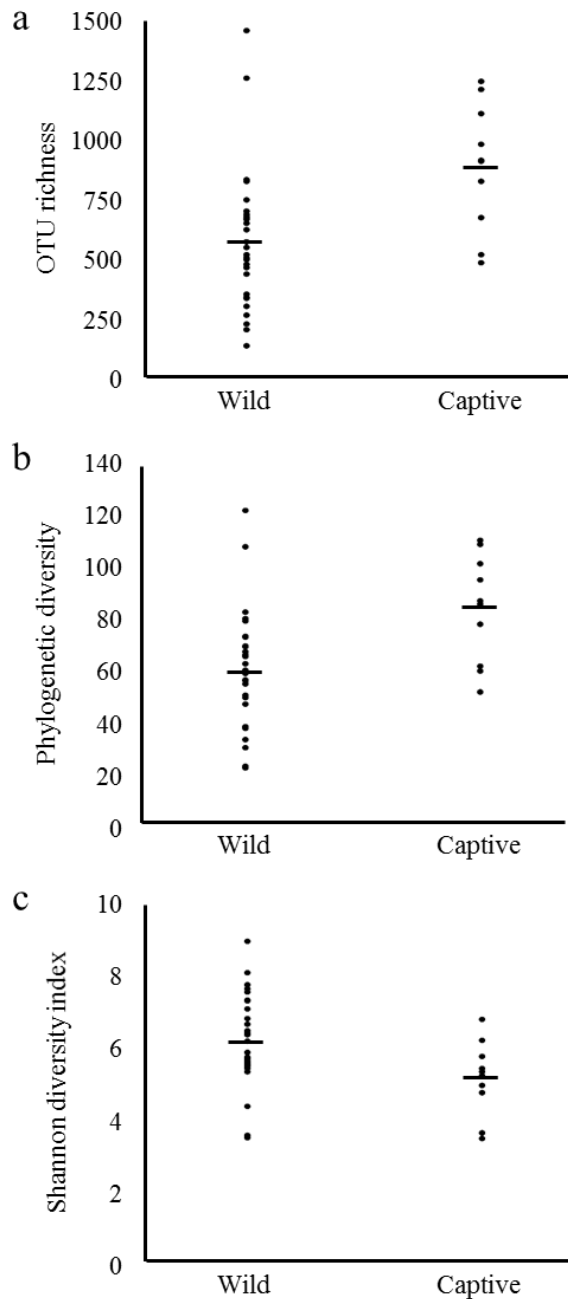 a
OTU richness
1500
1250
1000
750
500
250
0
Wild Captive
b
Phylogenetic diversity
140
120
100
80
60
40
20
0
Wild Captive
c
Shannon diversity index
10
8
6
4
2
0
Wild Captive